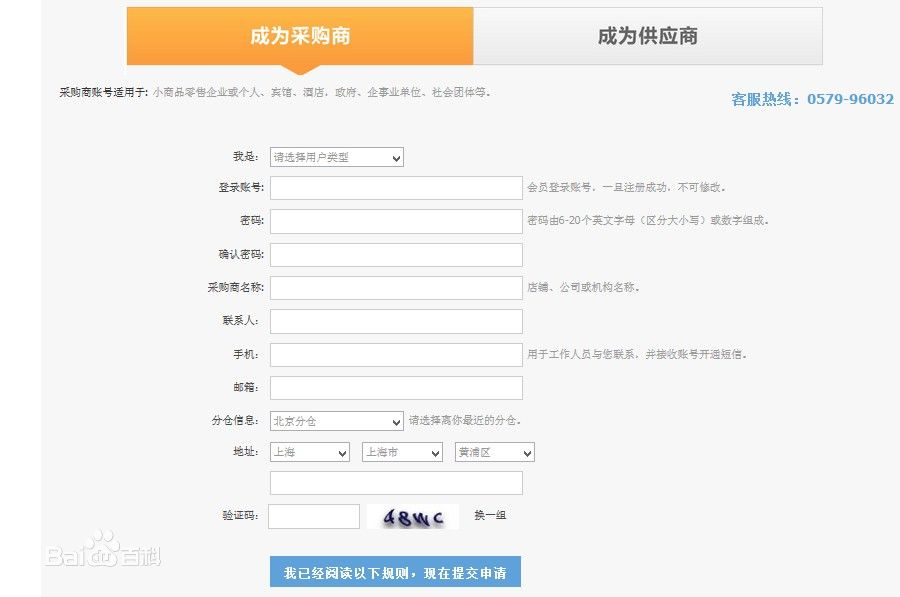 成为采购商 成为供应商
采购商账号适用于: 小商品零售企业或个人、宾馆、酒店，政府、企事业单位、社会团体等。
客服热线：0579-96032
我是： 请选择用户类型
登录账号: 会员登录账号，一旦注册成功，不可修改。
密码: 密码由6-20个英文字母（区分大小写）或数字组成。
确认密码:
采购商名称: 店铺、公司或机构名称。
联系人:
手机: 用于工作人员与您联系，并接收账号开通短信。
邮箱:
分仓信息: 北京分仓 请选择离你最近的分仓。
地址: 上海 上海市 黄浦区
验证码: 48WC 换一组
我已经阅读以下规则，现在提交申请
Bai 百科